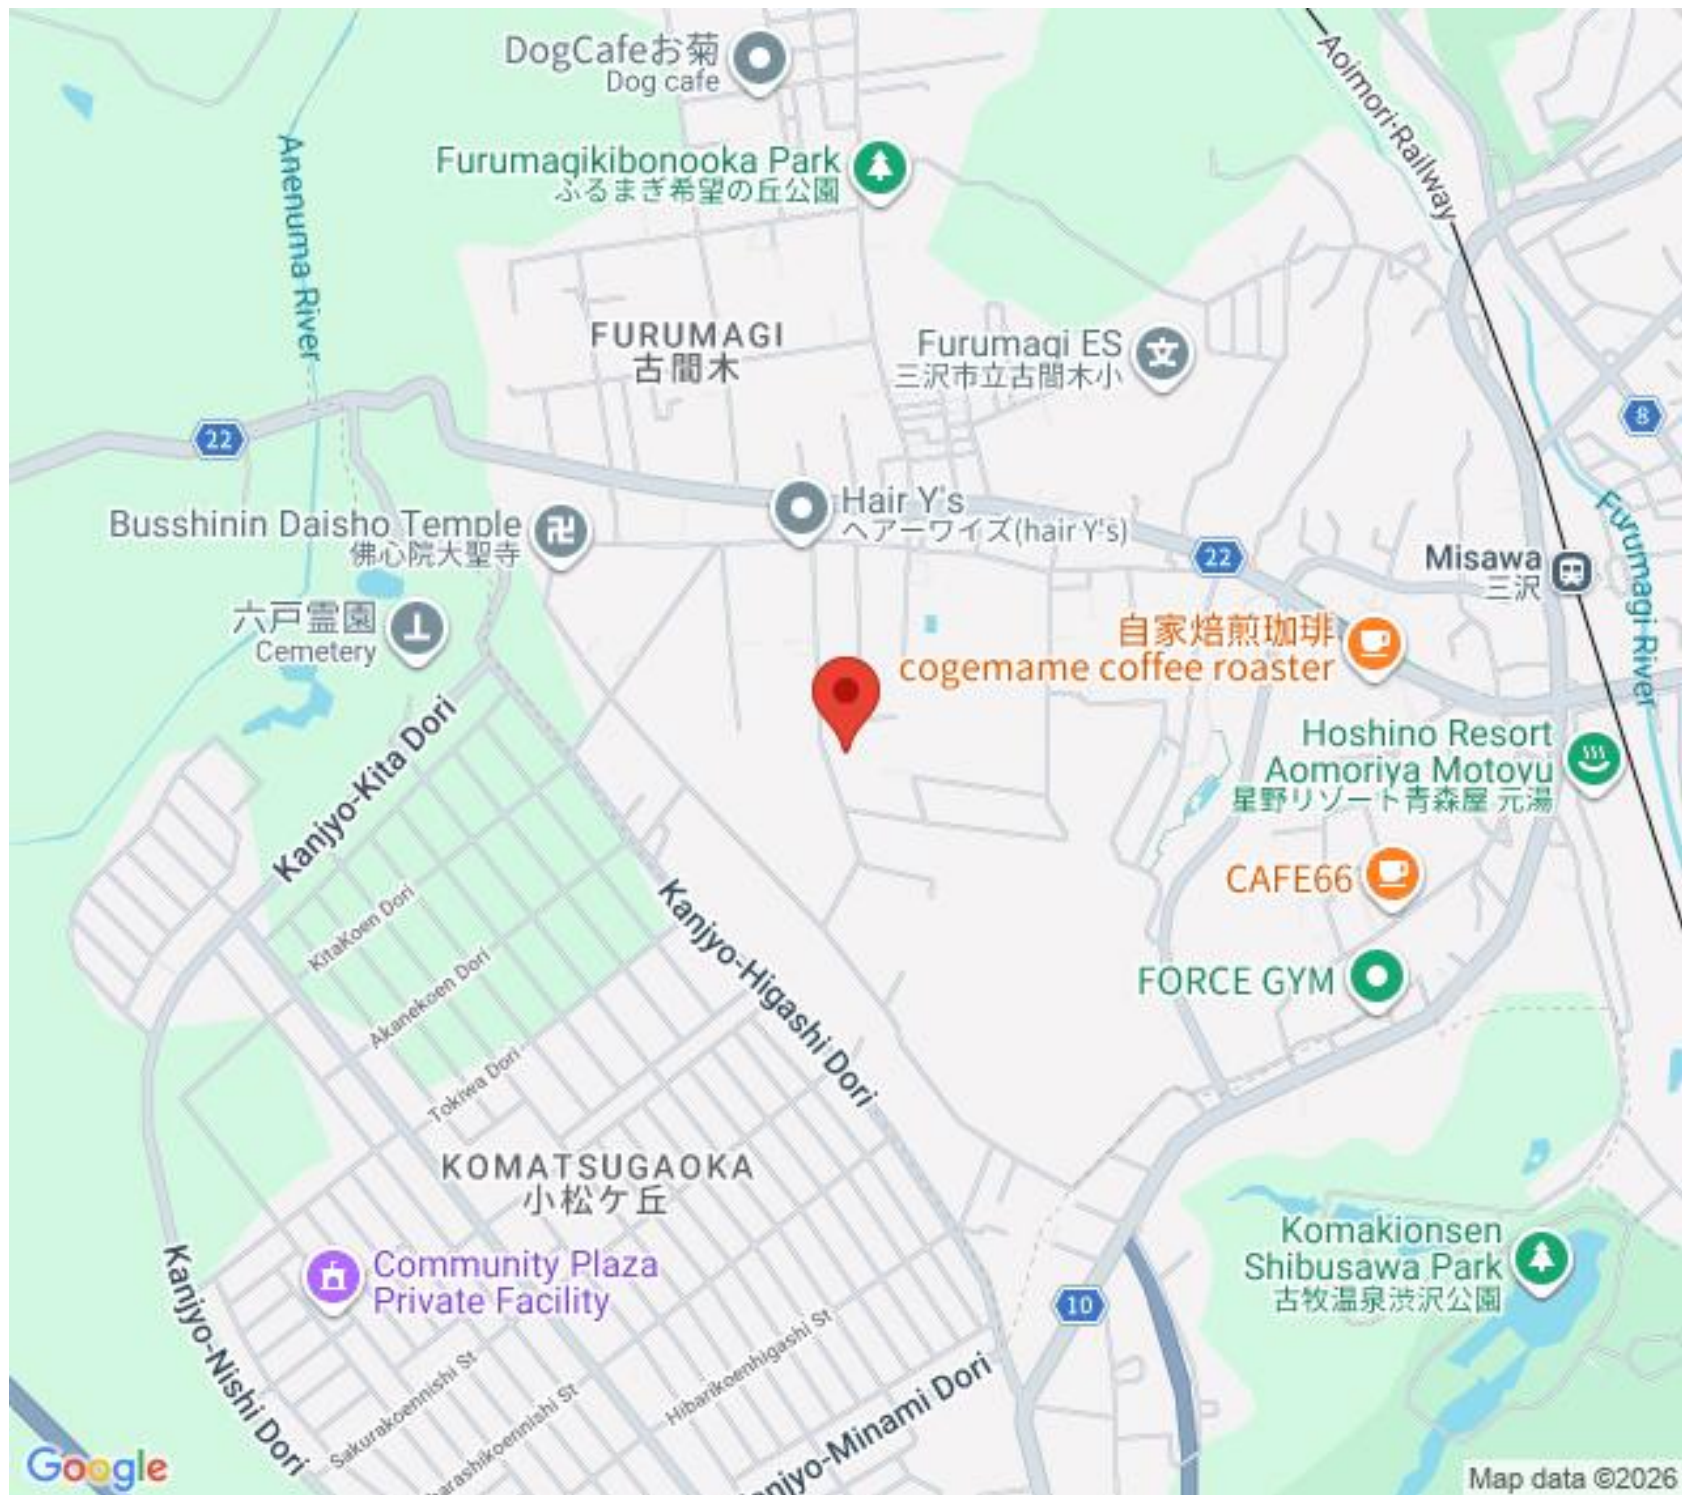 DogCafeお菊
Dog cafe
Aoimori-Railway
Anenuma River
Furumagikibonooka Park
ふるまぎ希望の丘公園
FURUMAGI
古間木
Furumagi ES
三沢市立古間木小
22
8
Hair Y's
ヘアーワイズ(hair Y's)
Busshinin Daisho Temple
佛心院大聖寺
22
Misawa
三沢
Furumagi River
六戸霊園
Cemetery
自家焙煎珈琲
cogemame coffee roaster
Kanjyo-Kita Dori
Hoshino Resort
Aomoriya Motoyu
星野リゾート青森屋 元湯
CAFE66
KitaKoen Dori
Akanekoen Dori
Kanjyo-Higashi Dori
FORCE GYM
Tokiwa Dori
KOMATSUGAOKA
小松ケ丘
Community Plaza
Private Facility
Komakionsen
Shibusawa Park
古牧温泉渋沢公園
10
Kanjyo-Nishi Dori
Sakurakoennishi St
harashikoennishi St
Hibarikoenhigashi St
anjyo-Minami Dori
Google
Map data ©2026